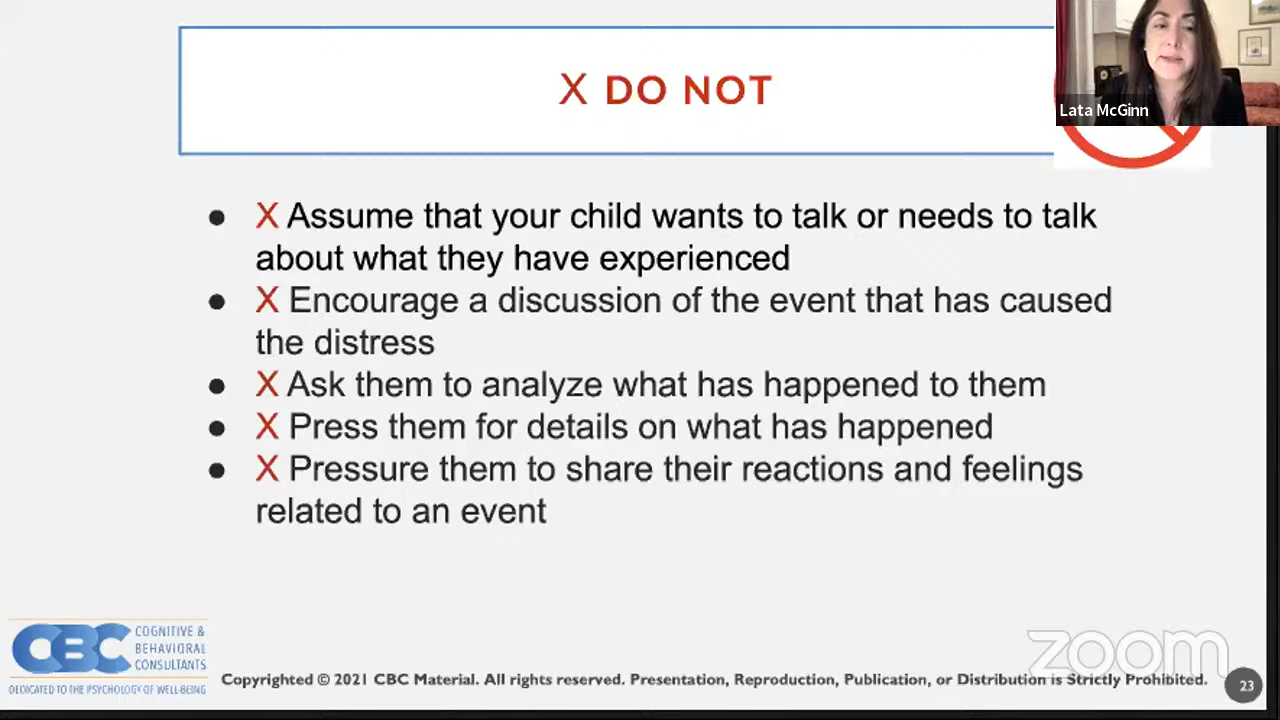 X DO NOT
Lata McGinn
● X Assume that your child wants to talk or needs to talk
about what they have experienced
● X Encourage a discussion of the event that has caused
the distress
● X Ask them to analyze what has happened to them
● X Press them for details on what has happened
● X Pressure them to share their reactions and feelings
related to an event
CBC COGNITIVE &
BEHAVIORAL
CONSULTANTS
DEDICATED TO THE PSYCHOLOGY OF WELL-BEING
Copyrighted © 2021 CBC Material. All rights reserved. Presentation, Reproduction, Publication, or Distribution is Strictly Prohibited.
zoom
23